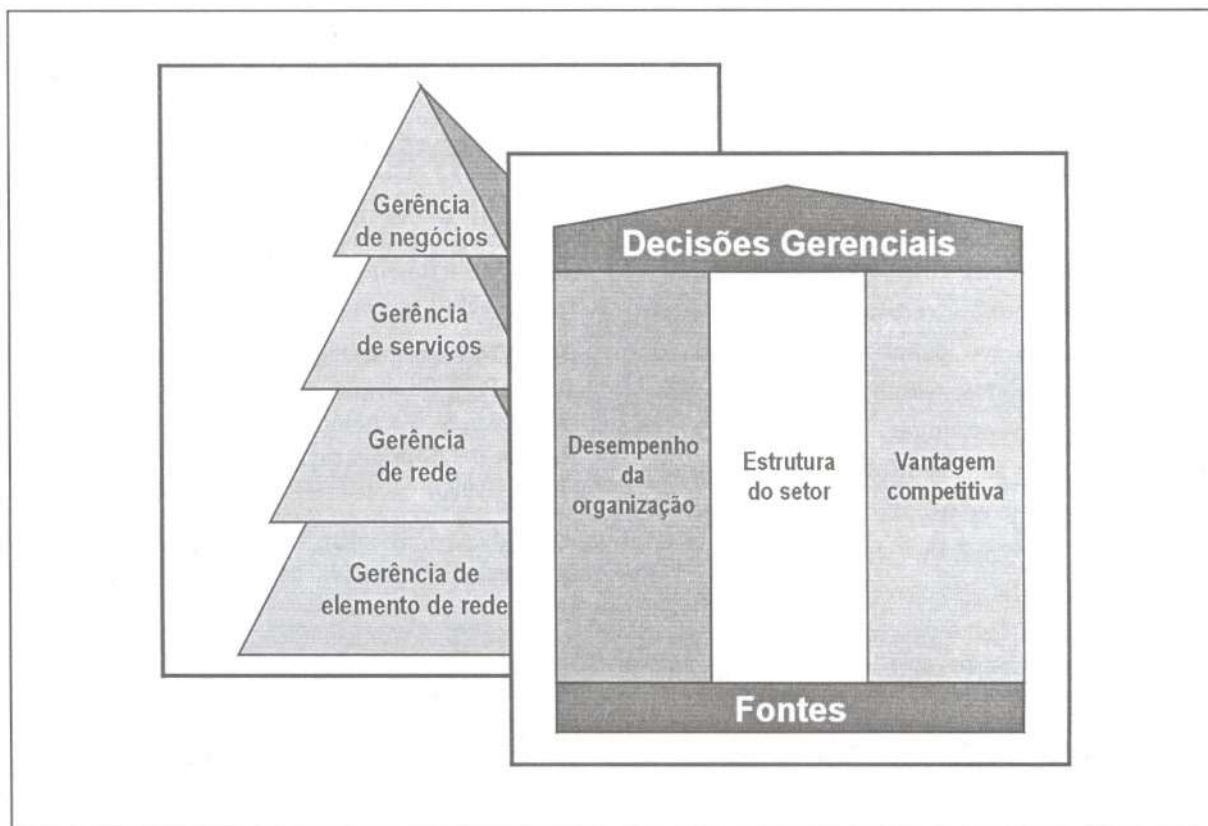 Gerência
de negócios
Gerência
de serviços
Gerência
de rede
Gerência de
elemento de rede
Decisões Gerenciais
Desempenho
da
organização
Estrutura
do setor
Vantagem
competitiva
Fontes